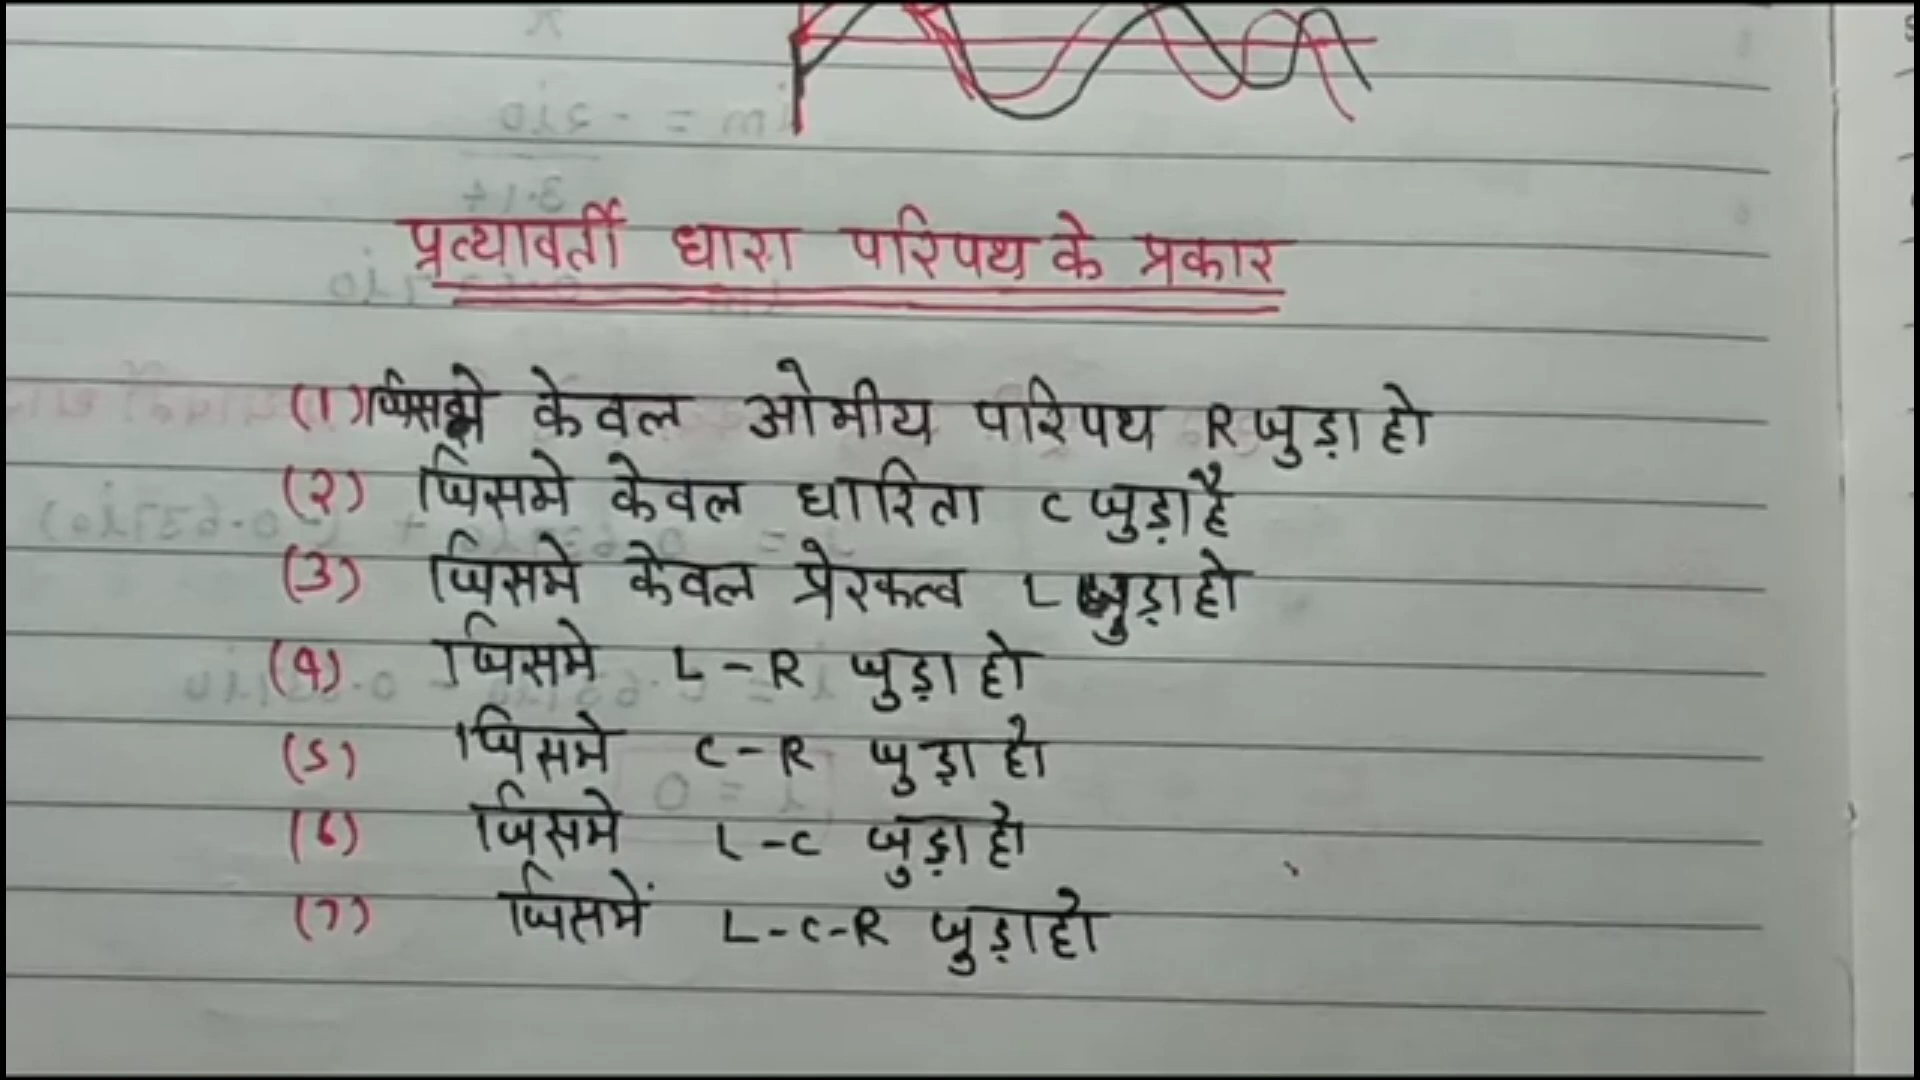 प्रत्यावर्ती धारा परिपथ के प्रकार
(1) जिसमे केवल ओमीय परिपथ R जुड़ा हो
(२) जिसमे केवल धारिता C जुड़ा है
(3) जिसमे केवल प्रेरकत्व L जुड़ा हो
(4) जिसमे L-R जुड़ा हो
(5) जिसमे C-R जुड़ा हो
(6) जिसमे L-C जुड़ा हो
(7) जिसमें L-C-R जुड़ा हो